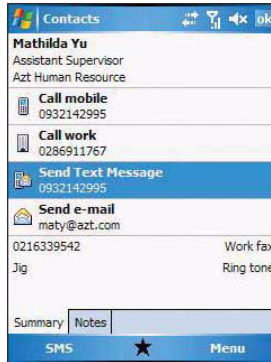 Contacts
ok
Mathilda Yu
Assistant Supervisor
Azt Human Resource
Call mobile
0932142995
Call work
0286911767
Send Text Message
0932142995
Send e-mail
maty@azt.com
0216339542 Work fax
Jig Ring tone
Summary Notes
SMS Menu